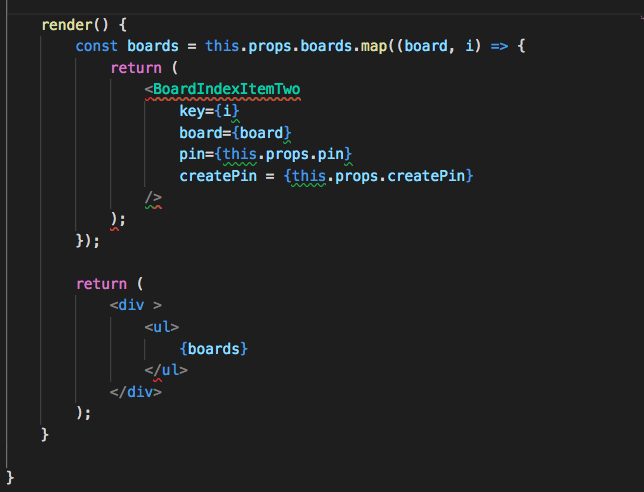 render() {
const boards = this.props.boards.map((board, i) => {
return (
<BoardIndexItemTwo
key={i}
board={board}
pin={this.props.pin}
createPin = {this.props.createPin}
/>
);
});
return (
<div >
<ul>
{boards}
</ul>
</div>
);
}
}